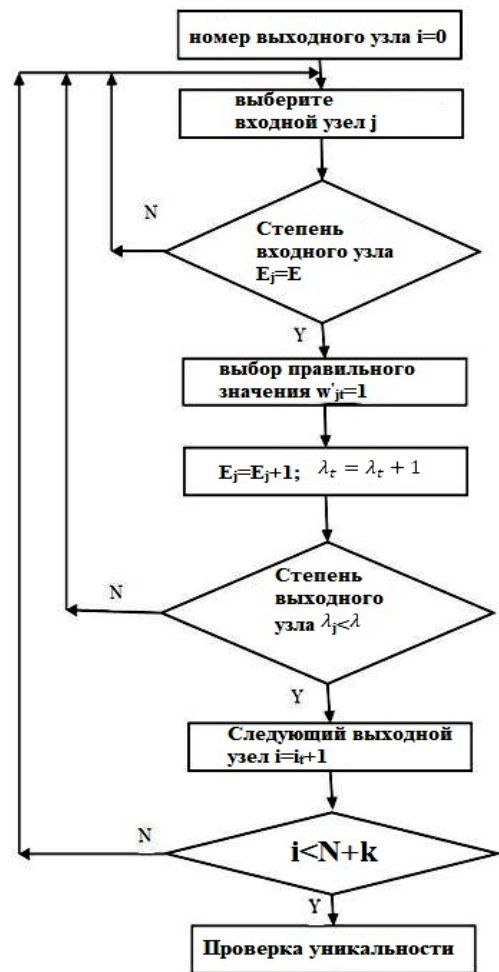 номер выходного узла i=0
выберите
входной узел j
N
Степень
входного узла
Eⱼ=E
Y
выбор правильного
значения w'ⱼₜ=1
Eⱼ=Eⱼ+1; λₜ = λₜ + 1
Степень
выходного
узла λⱼ<λ
N
Y
Следующий выходной
узел i=iₜ+1
i<N+k
N
Y
Проверка уникальности